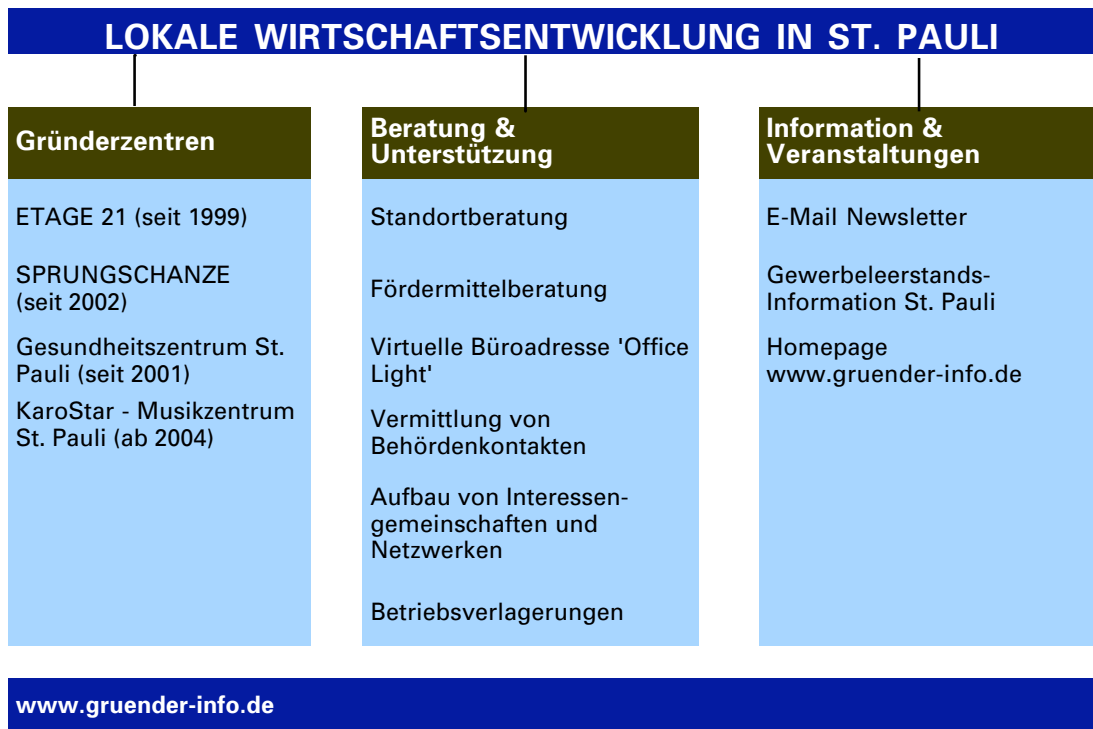 LOKALE WIRTSCHAFTSENTWICKLUNG IN ST. PAULI
Gründerzentren
ETAGE 21 (seit 1999)
SPRUNGSCHANZE
(seit 2002)
Gesundheitszentrum St.
Pauli (seit 2001)
KaroStar - Musikzentrum
St. Pauli (ab 2004)
Beratung &
Unterstützung
Standortberatung
Fördermittelberatung
Virtuelle Büroadresse 'Office
Light'
Vermittlung von
Behördenkontakten
Aufbau von Interessen-
gemeinschaften und
Netzwerken
Betriebsverlagerungen
Information &
Veranstaltungen
E-Mail Newsletter
Gewerbeleerstands-
Information St. Pauli
Homepage
www.gruender-info.de
www.gruender-info.de